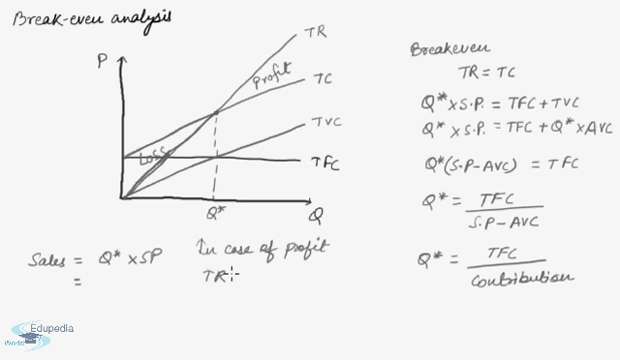 Break-even analysis
P
TR
Profit
TC
TVC
Loss
TFC
Q*
Q
Breakeven
TR = TC
Q* x S.P. = TFC + TVC
Q* x S.P. = TFC + Q* x AVC
Q* (S.P - AVC) = TFC
Q* = TFC / S.P - AVC
Q* = TFC / Contribution
Sales = Q* x SP
=
In case of profit
TR
Edupedia
World